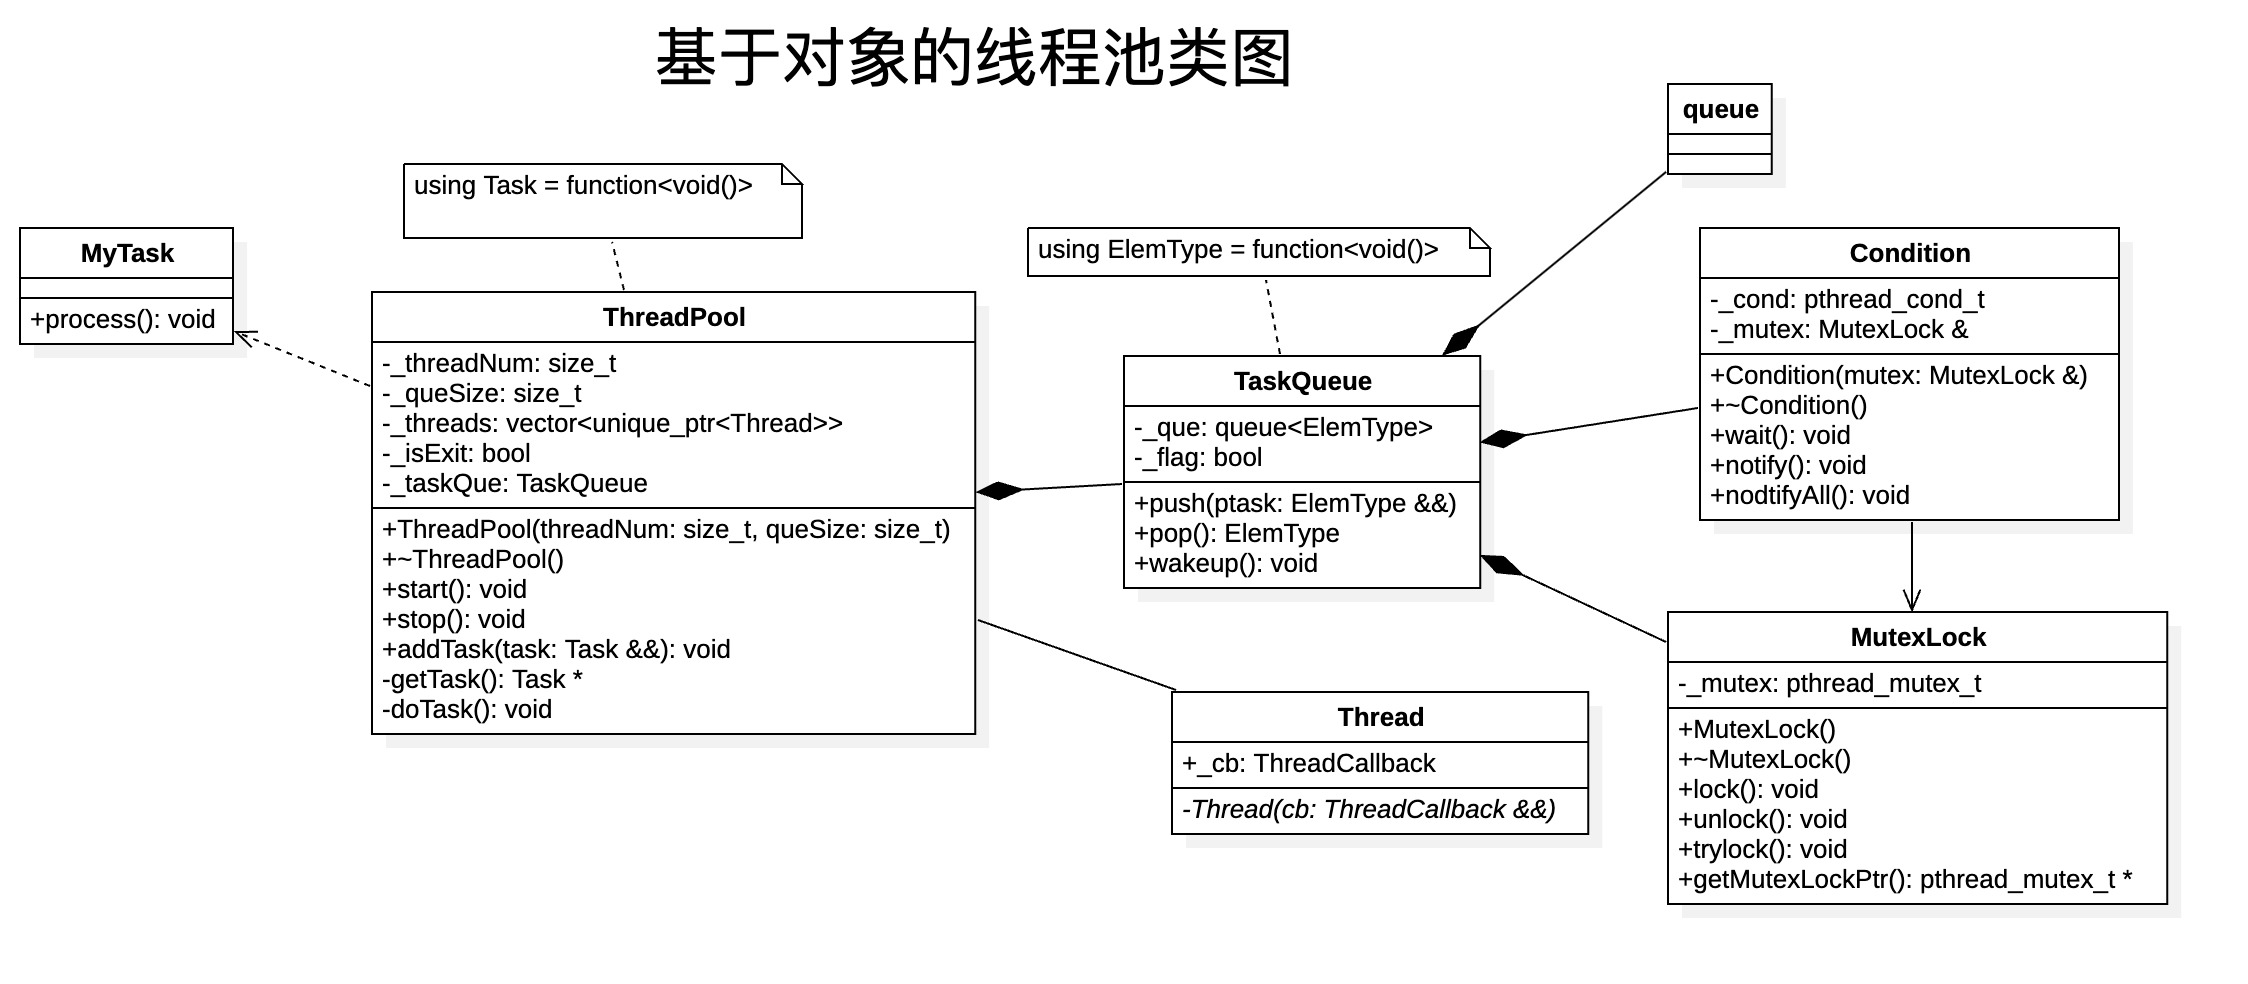 基于对象的线程池类图
MyTask
+process(): void
using Task = function<void()>
ThreadPool
-_threadNum: size_t
-_queSize: size_t
-_threads: vector<unique_ptr<Thread>>
-_isExit: bool
-_taskQue: TaskQueue
+ThreadPool(threadNum: size_t, queSize: size_t)
+~ThreadPool()
+start(): void
+stop(): void
+addTask(task: Task &&): void
-getTask(): Task *
-doTask(): void
using ElemType = function<void()>
TaskQueue
-_que: queue<ElemType>
-_flag: bool
+push(ptask: ElemType &&)
+pop(): ElemType
+wakeup(): void
Thread
+_cb: ThreadCallback
-Thread(cb: ThreadCallback &&)
queue
Condition
-_cond: pthread_cond_t
-_mutex: MutexLock &
+Condition(mutex: MutexLock &)
+~Condition()
+wait(): void
+notify(): void
+nodtifyAll(): void
MutexLock
-_mutex: pthread_mutex_t
+MutexLock()
+~MutexLock()
+lock(): void
+unlock(): void
+trylock(): void
+getMutexLockPtr(): pthread_mutex_t *